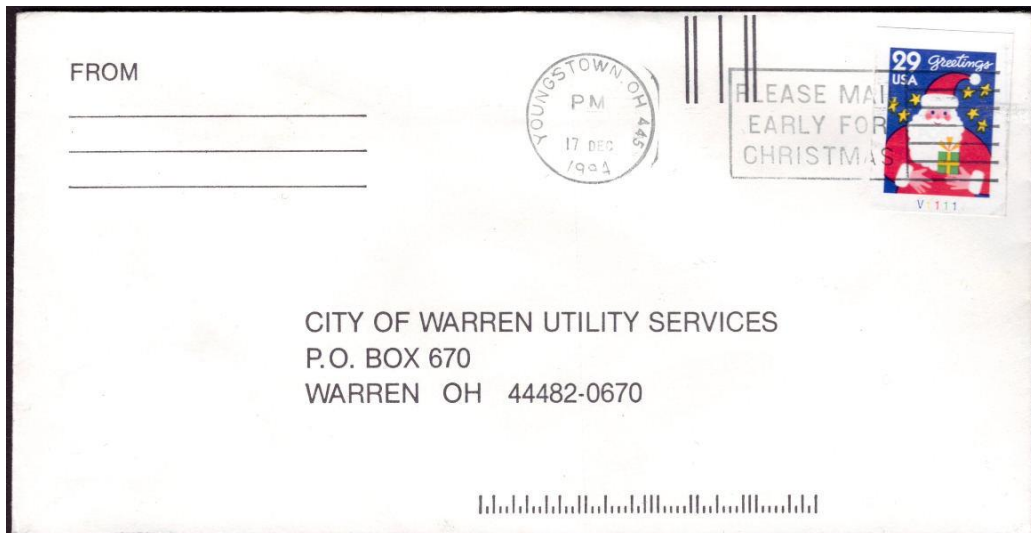 FROM
YOUNGSTOWN, OH 445
PM
17 DEC
1994
PLEASE MAIL
EARLY FOR
CHRISTMAS
29 Greetings
USA
V1111
CITY OF WARREN UTILITY SERVICES
P.O. BOX 670
WARREN OH 44482-0670